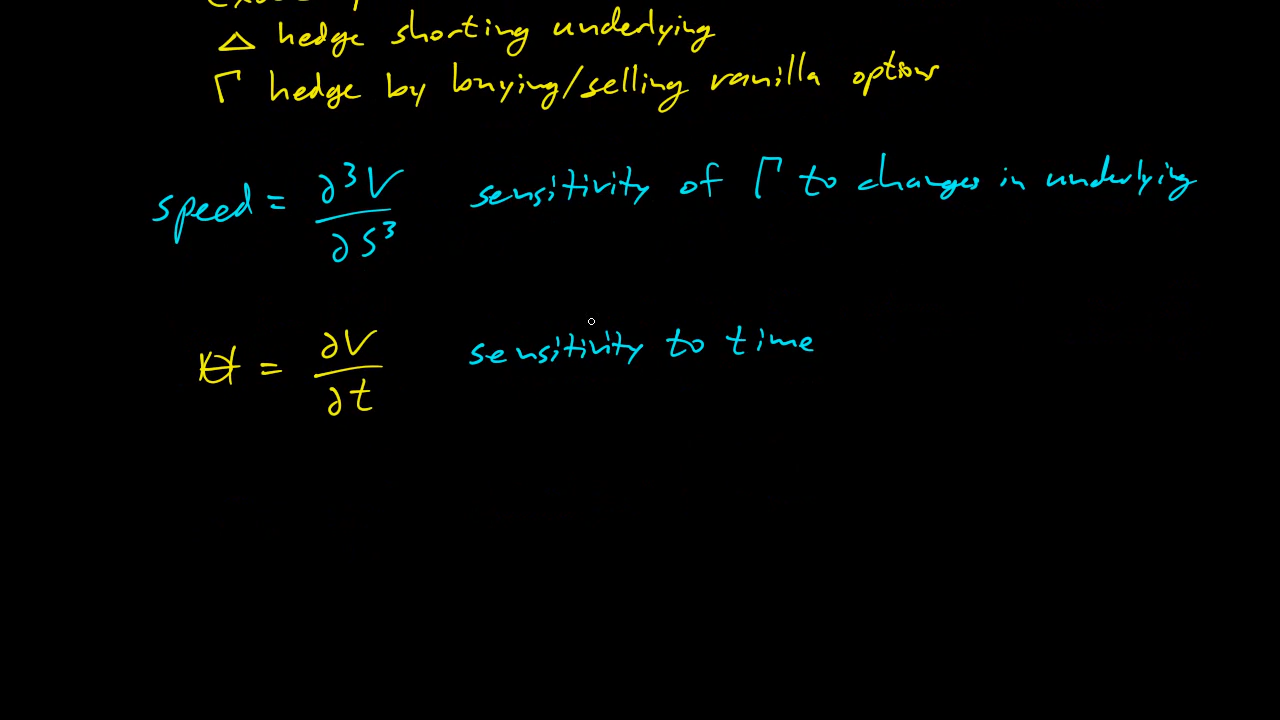 Δ hedge shorting underlying
Γ hedge by buying/selling vanilla options
speed = ∂³V/∂S³ sensitivity of Γ to changes in underlying
Θ = ∂V/∂t sensitivity to time